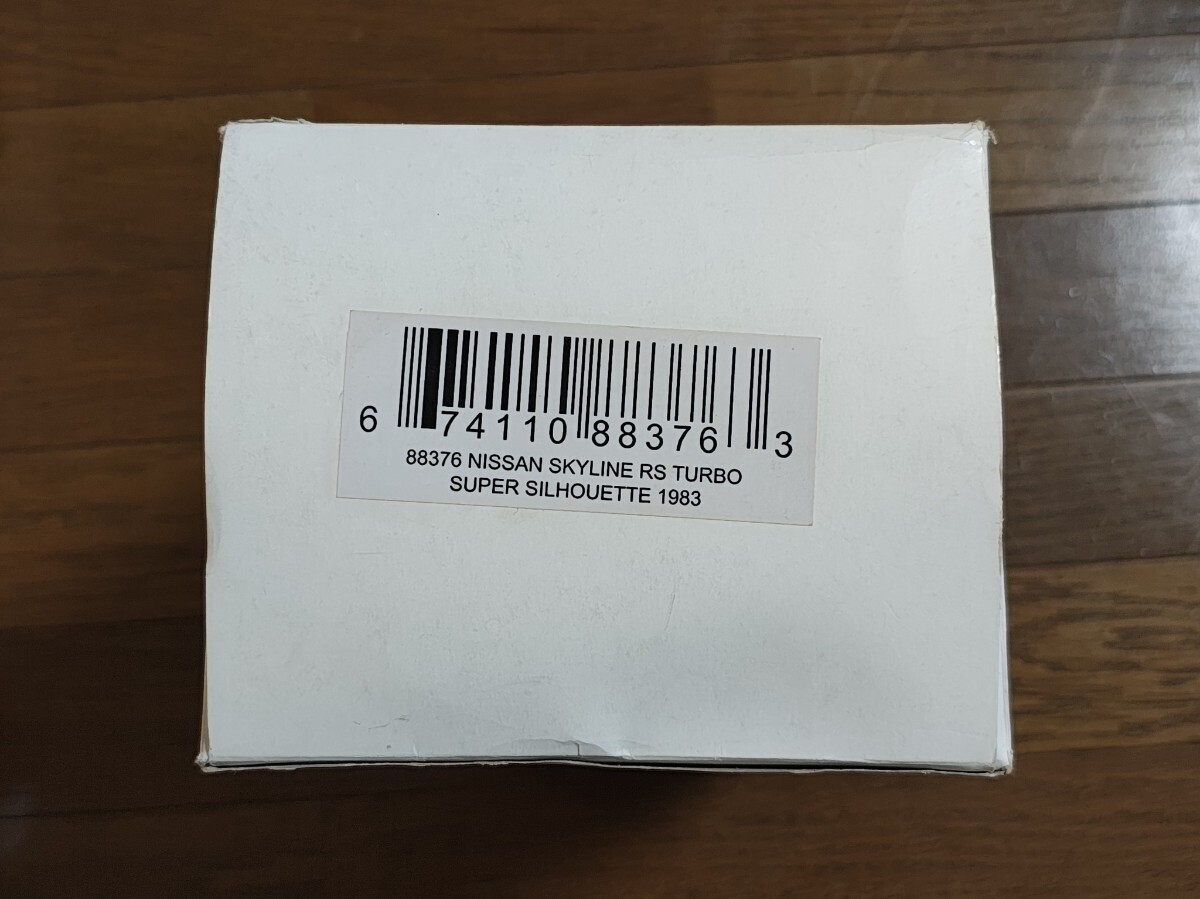 6 74110 88376 3
88376 NISSAN SKYLINE RS TURBO
SUPER SILHOUETTE 1983